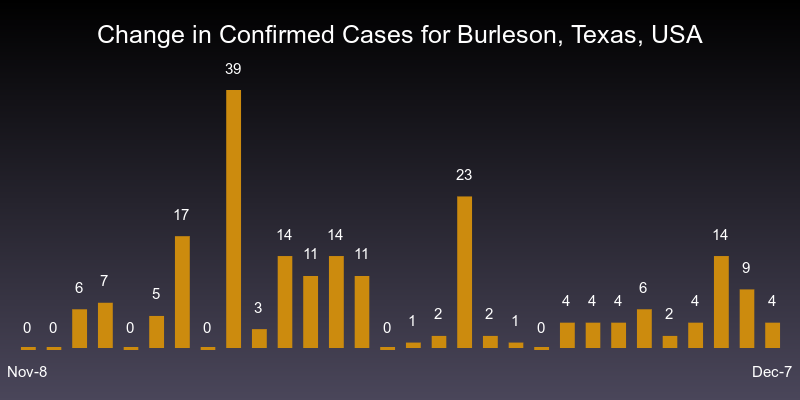 Change in Confirmed Cases for Burleson, Texas, USA
0 0 6 7 0 5 17 0 39 3 14 11 14 11 0 1 2 23 2 1 0 4 4 4 6 2 4 14 9 4
Nov-8 Dec-7